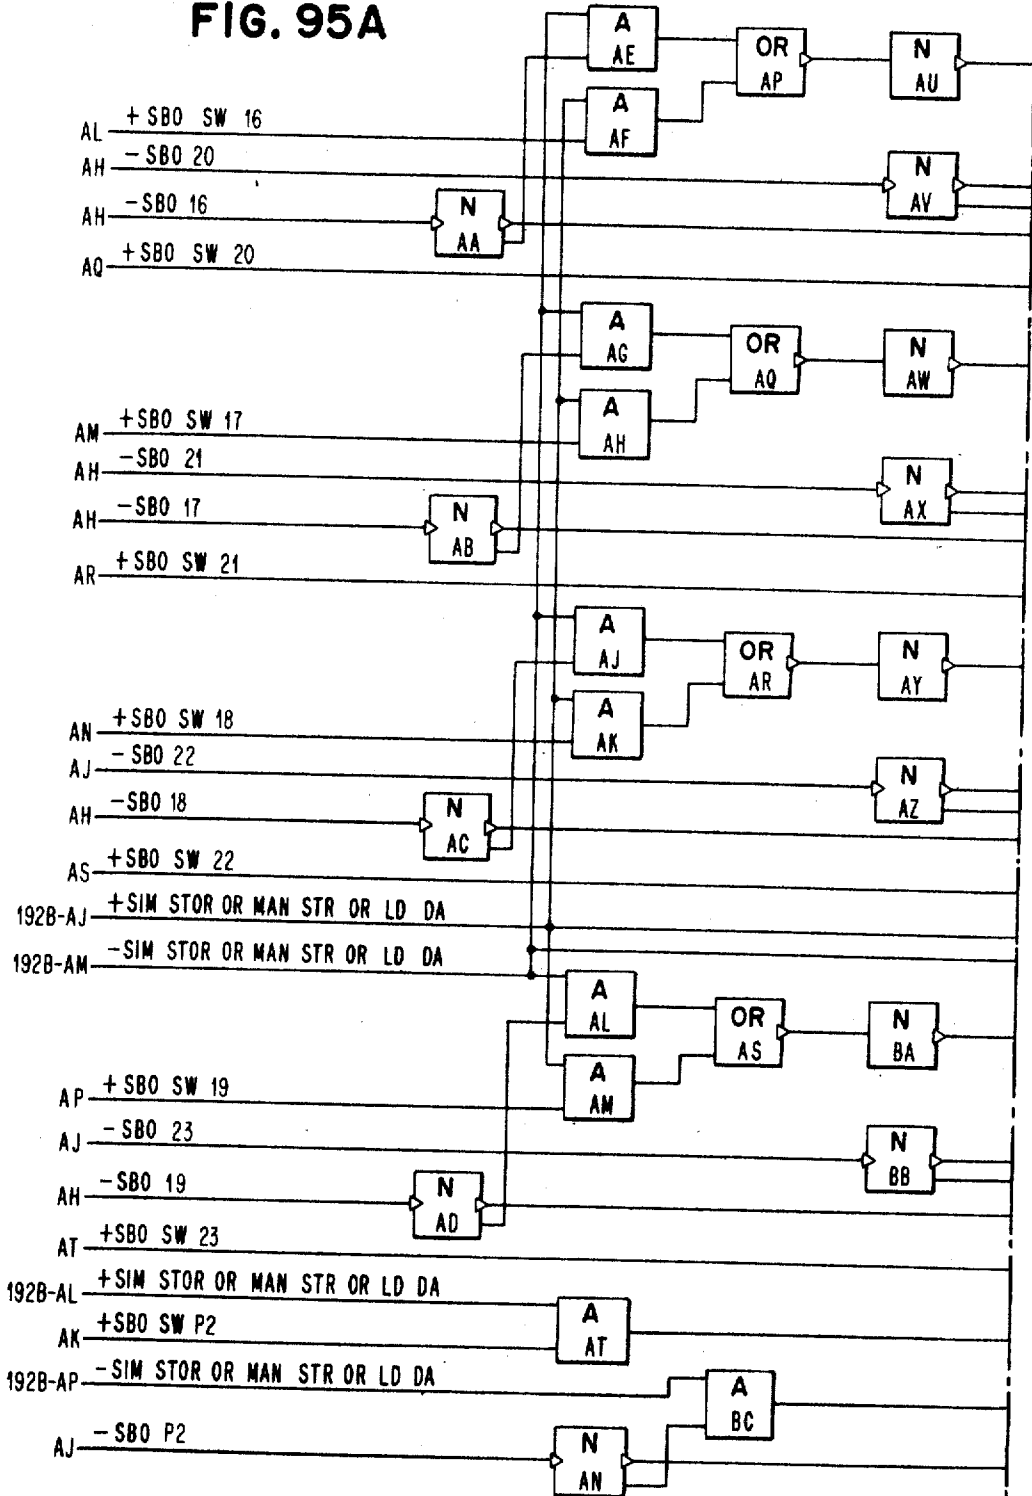 FIG. 95A
A
AE
OR
AP
N
AU
A
AF
AL +SBO SW 16
AH -SBO 20
N
AV
AH -SBO 16
N
AA
AQ +SBO SW 20
A
AG
OR
AQ
N
AW
A
AH
AM +SBO SW 17
AH -SBO 21
N
AX
AH -SBO 17
N
AB
AR +SBO SW 21
A
AJ
OR
AR
N
AY
A
AK
AN +SBO SW 18
AJ -SBO 22
N
AZ
AH -SBO 18
N
AC
AS +SBO SW 22
192B-AJ +SIM STOR OR MAN STR OR LD DA
192B-AM -SIM STOR OR MAN STR OR LD DA
A
AL
OR
AS
N
BA
A
AM
AP +SBO SW 19
AJ -SBO 23
N
BB
AH -SBO 19
N
AD
AT +SBO SW 23
192B-AL +SIM STOR OR MAN STR OR LD DA
A
AT
AK +SBO SW P2
192B-AP -SIM STOR OR MAN STR OR LD DA
A
BC
AJ -SBO P2
N
AN